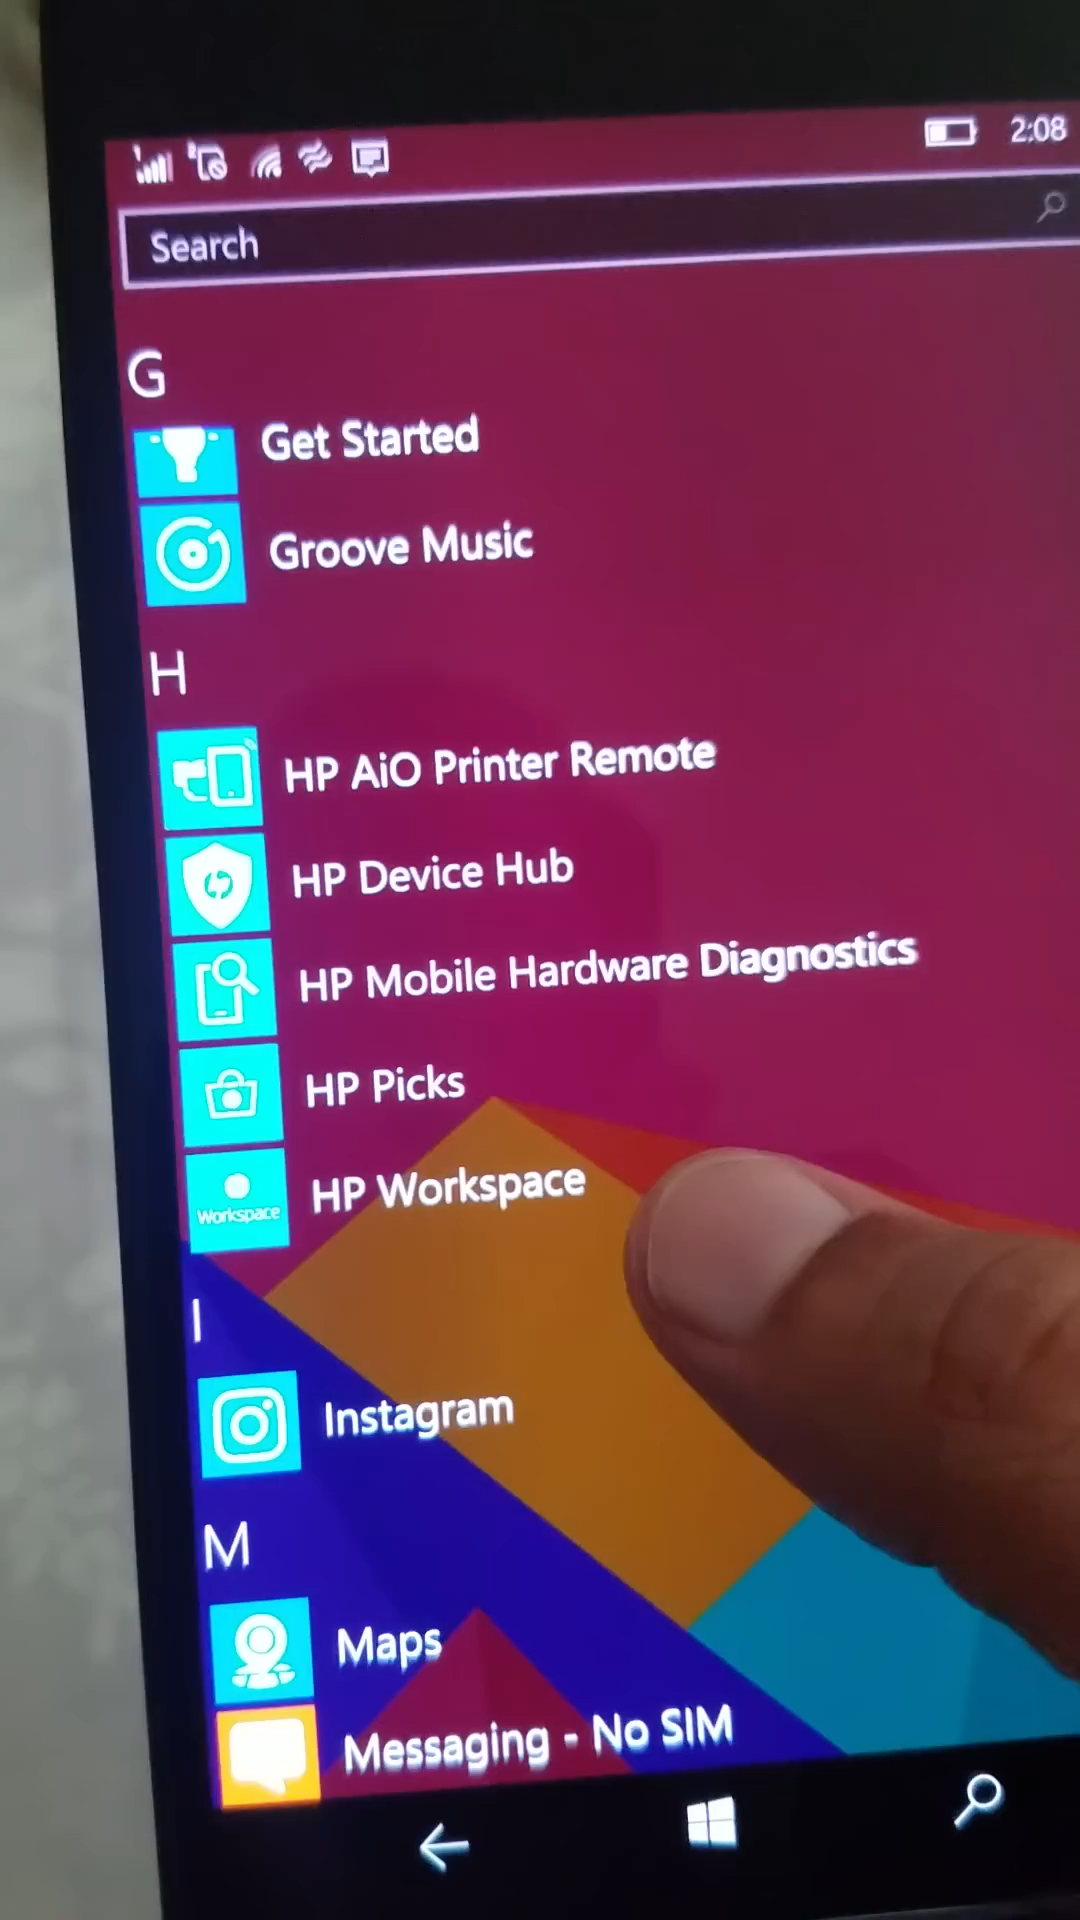 2:08
Search
G
Get Started
Groove Music
H
HP AiO Printer Remote
HP Device Hub
HP Mobile Hardware Diagnostics
HP Picks
HP Workspace
Workspace
I
Instagram
M
Maps
Messaging - No SIM